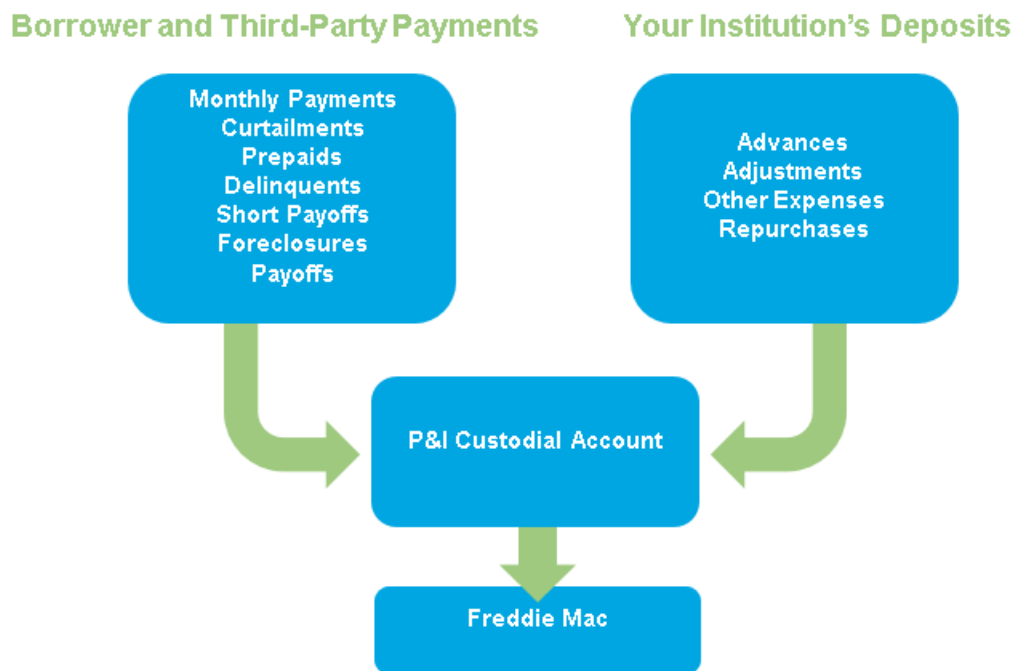 Borrower and Third-Party Payments
Monthly Payments
Curtailments
Prepaids
Delinquents
Short Payoffs
Foreclosures
Payoffs
Your Institution's Deposits
Advances
Adjustments
Other Expenses
Repurchases
P&I Custodial Account
Freddie Mac